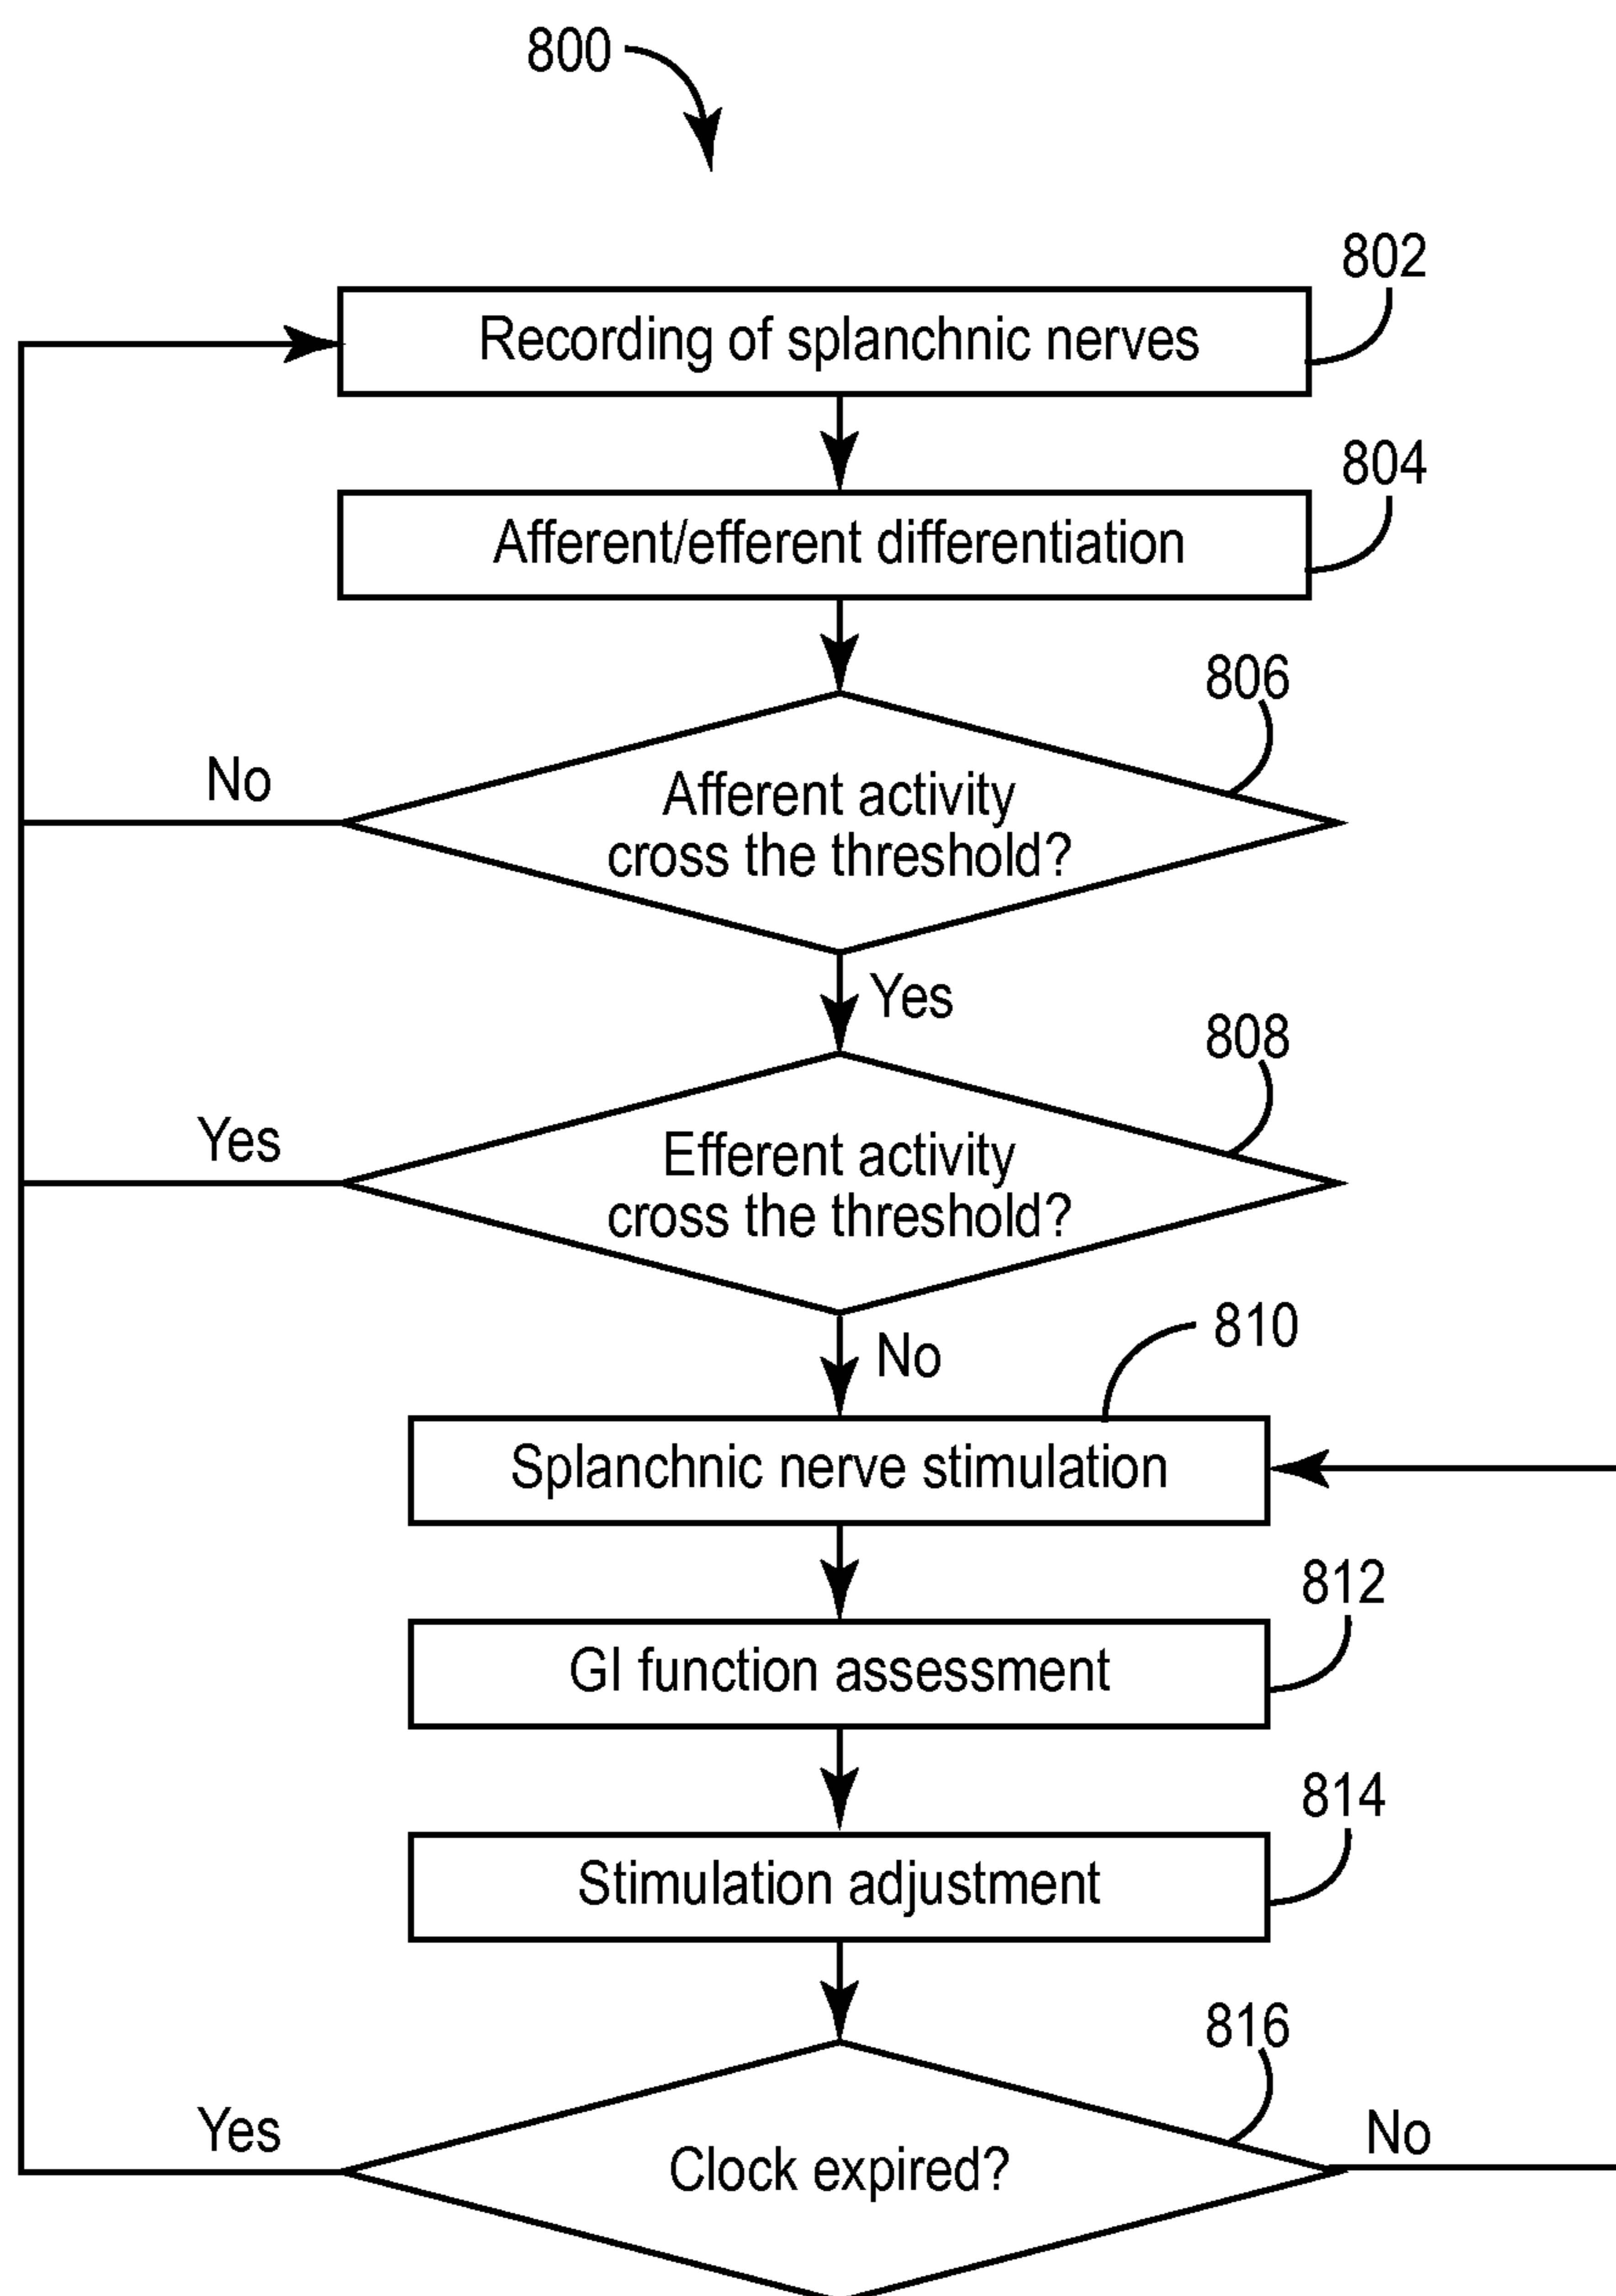 800
802
Recording of splanchnic nerves
804
Afferent/efferent differentiation
806
No
Afferent activity
cross the threshold?
Yes
808
Yes
Efferent activity
cross the threshold?
810
No
Splanchnic nerve stimulation
812
GI function assessment
814
Stimulation adjustment
816
Yes
No
Clock expired?